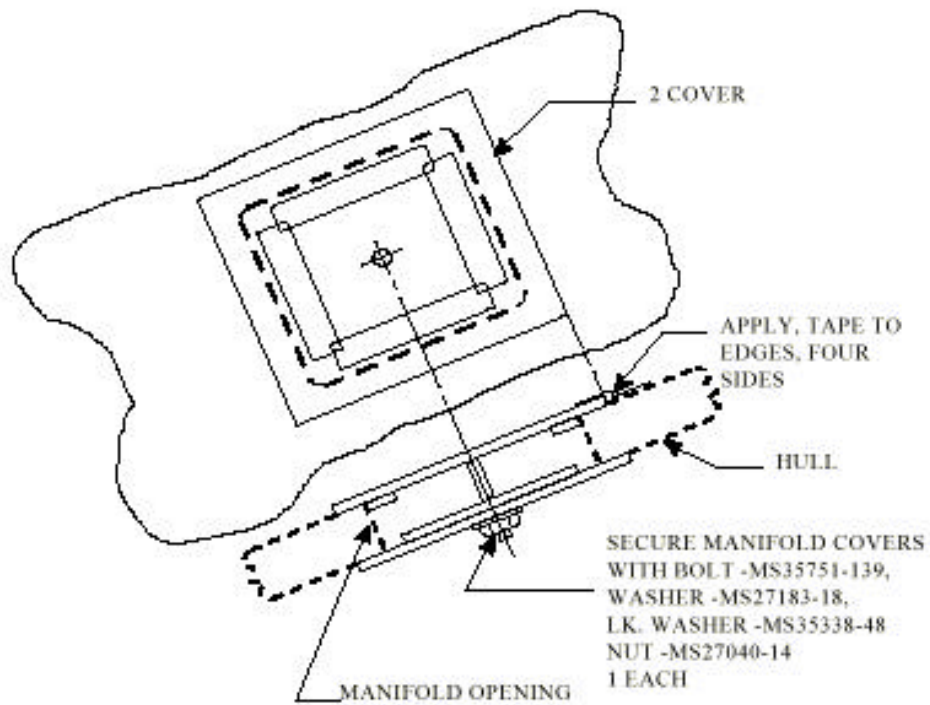 2 COVER
APPLY, TAPE TO
EDGES, FOUR
SIDES
HULL
SECURE MANIFOLD COVERS
WITH BOLT -MS35751-139,
WASHER -MS27183-18,
LK. WASHER -MS35338-48
NUT -MS27040-14
1 EACH
MANIFOLD OPENING